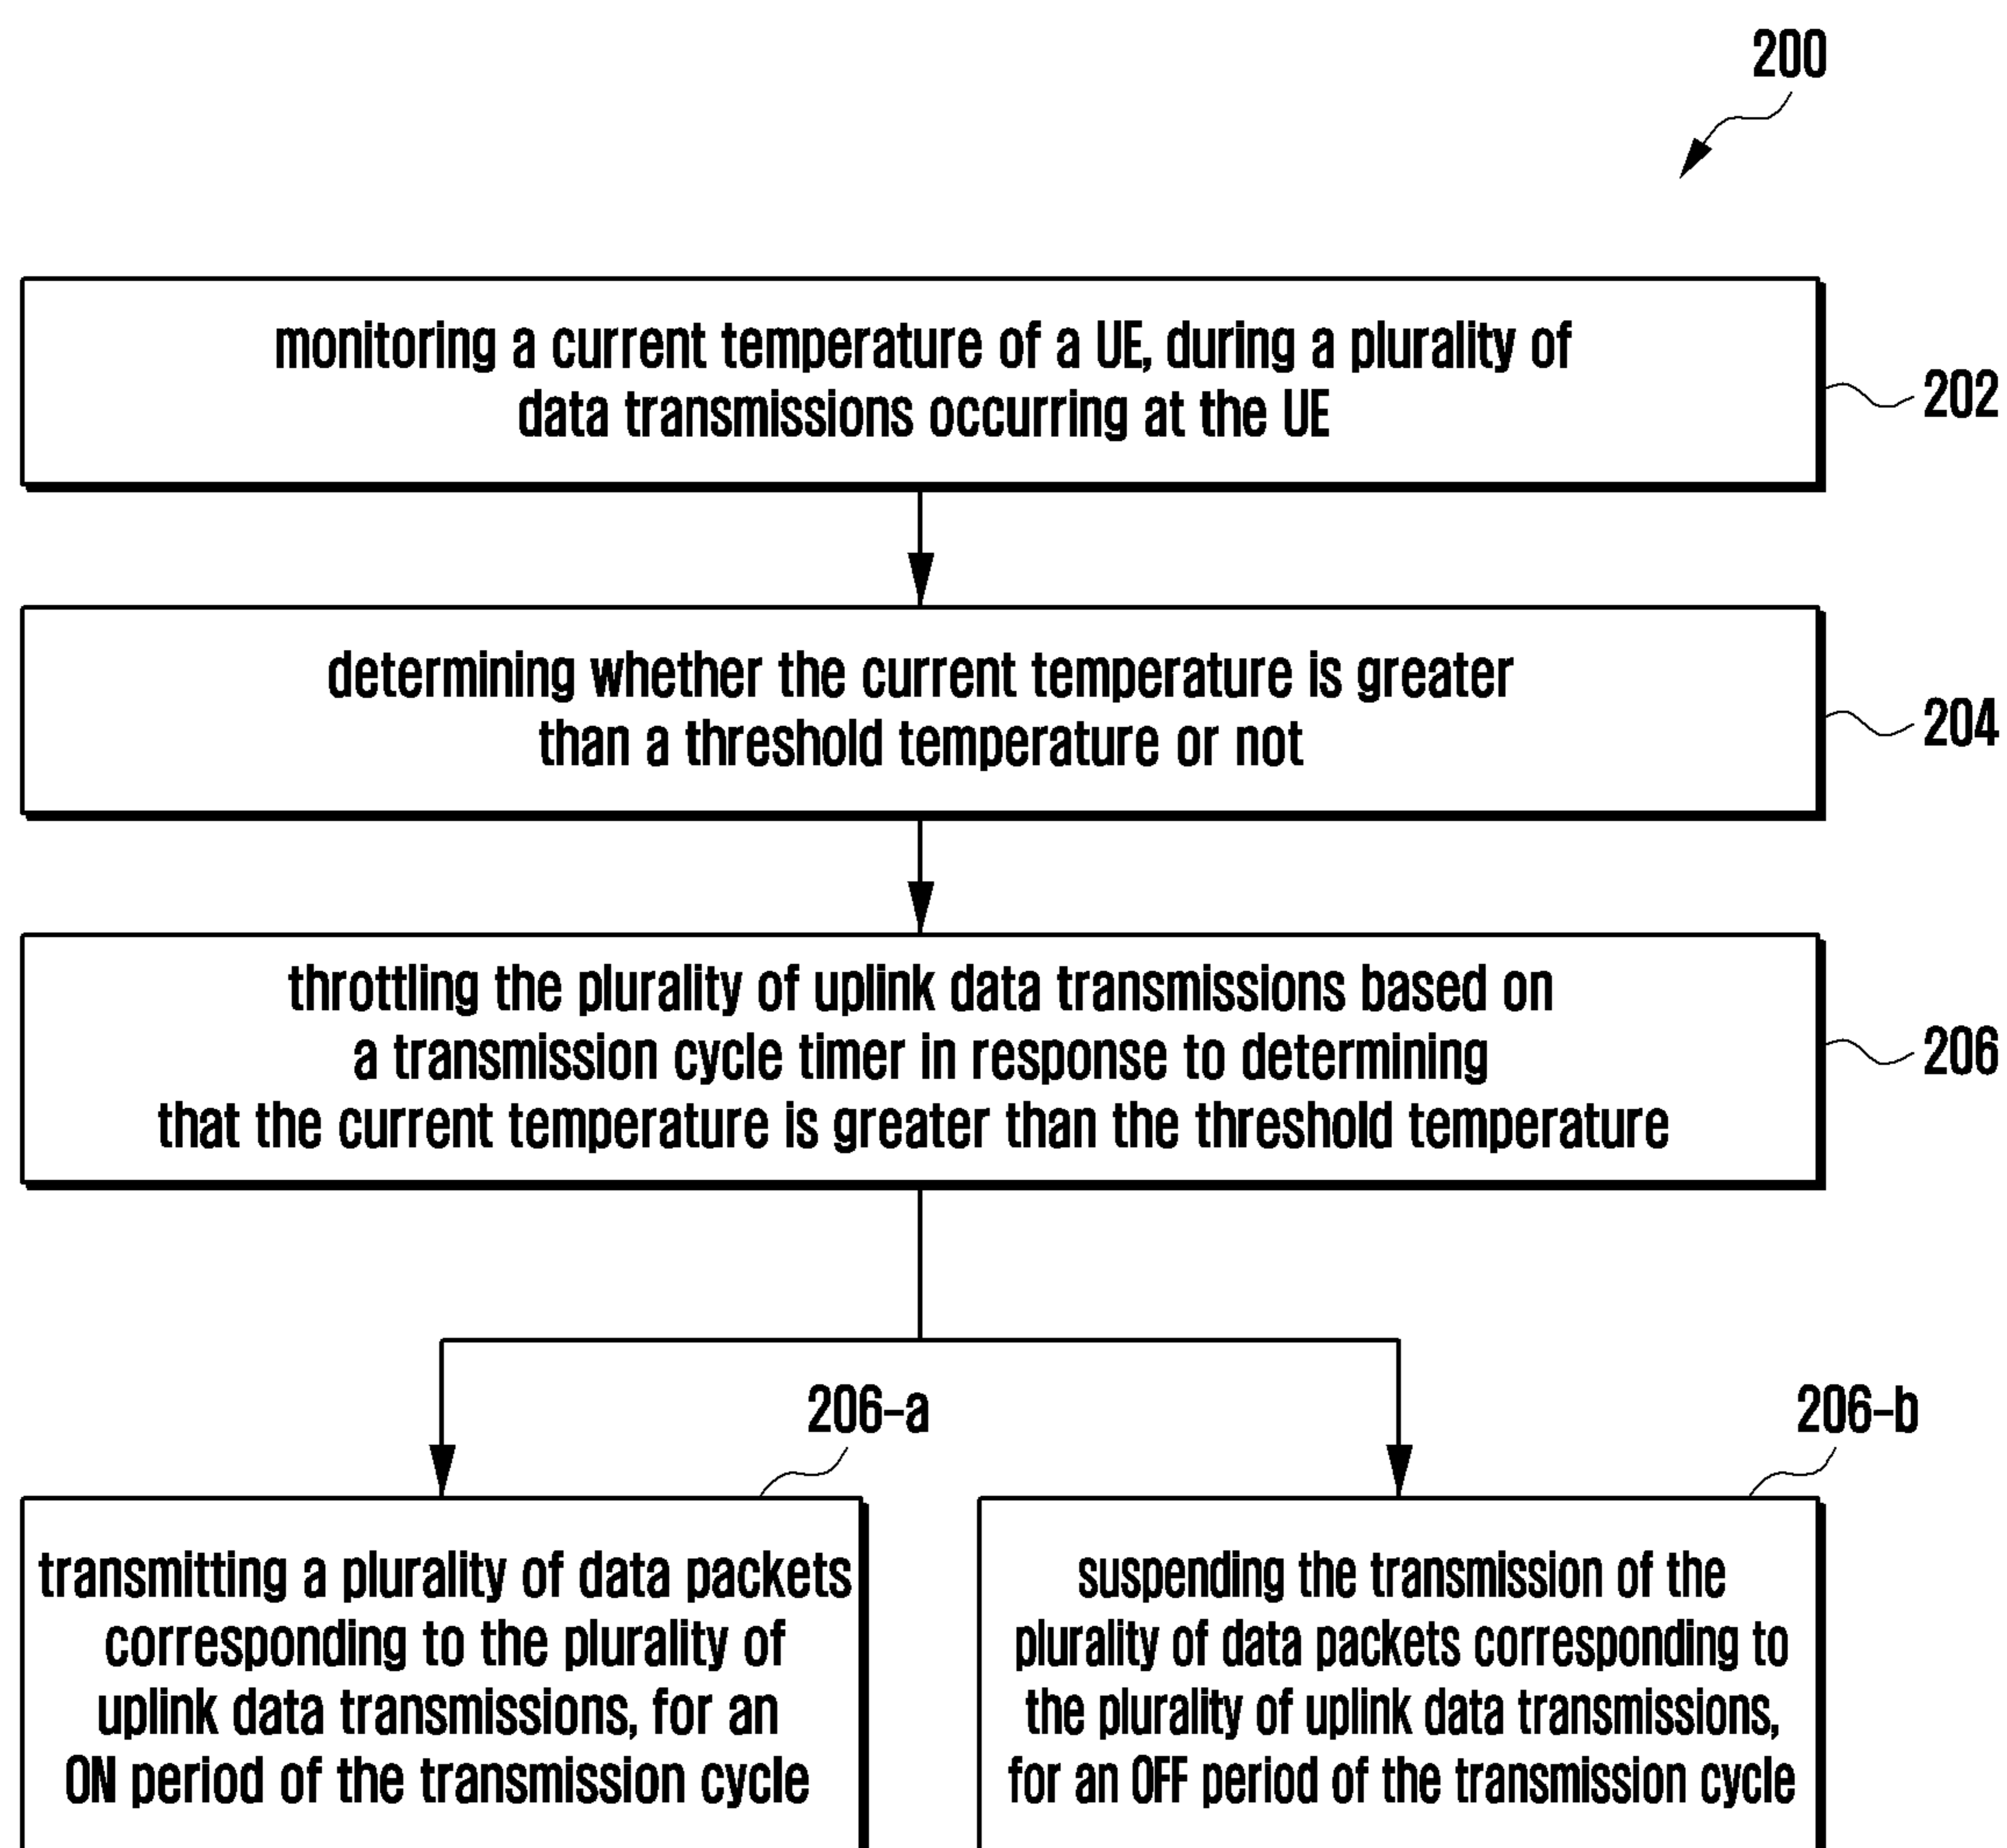 200
monitoring a current temperature of a UE, during a plurality of
data transmissions occurring at the UE
202
determining whether the current temperature is greater
than a threshold temperature or not
204
throttling the plurality of uplink data transmissions based on
a transmission cycle timer in response to determining
that the current temperature is greater than the threshold temperature
206
206-a
transmitting a plurality of data packets
corresponding to the plurality of
uplink data transmissions, for an
ON period of the transmission cycle
206-b
suspending the transmission of the
plurality of data packets corresponding to
the plurality of uplink data transmissions,
for an OFF period of the transmission cycle